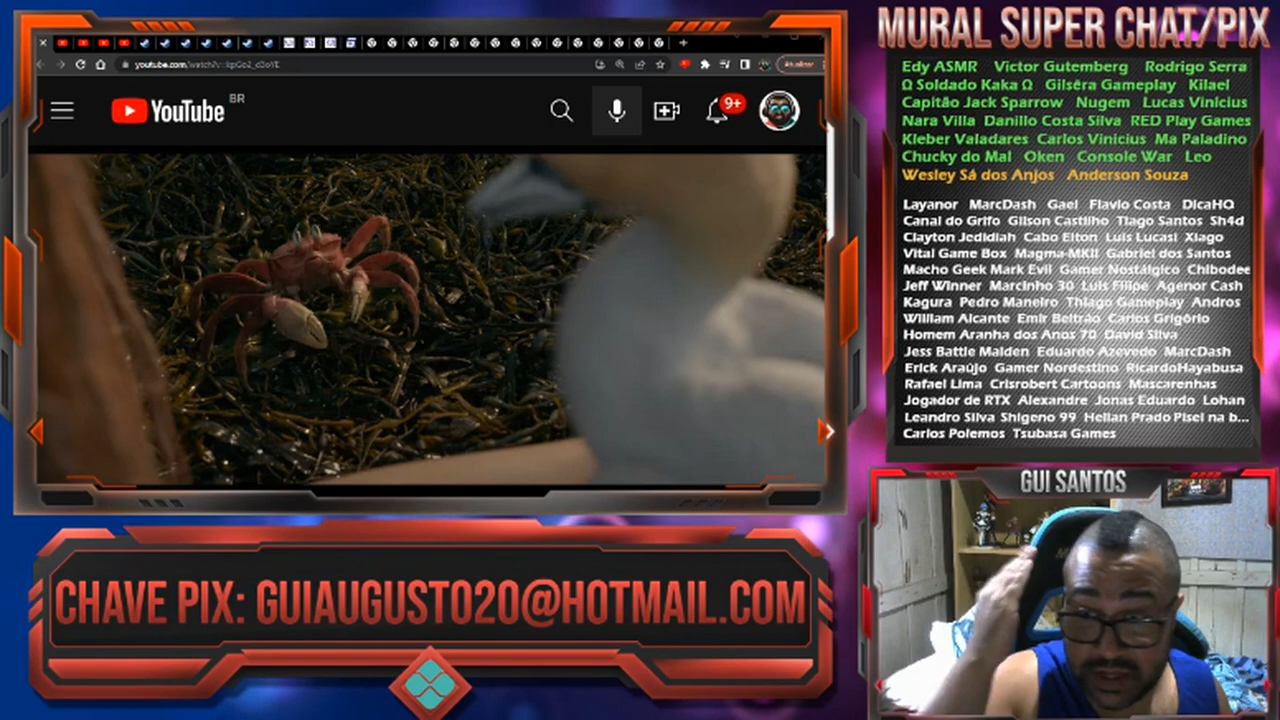 MURAL SUPER CHAT/PIX
YouTube BR
9+
Edy ASMR Victor Gutemberg Rodrigo Serra
Ω Soldado Kaka Ω Gilsêra Gameplay Kilael
Capitão Jack Sparrow Nugem Lucas Vinícius
Nara Villa Danillo Costa Silva RED Play Games
Kleber Valadares Carlos Vinicius Ma Paladino
Chucky do Mal Oken Console War Leo
Wesley Sá dos Anjos Anderson Souza
Layanor MarcDash Gael Flavio Costa DicaHQ
Canal do Grifo Gilson Castilho Tiago Santos Sh4d
Clayton Jedidiah Cabo Elton Luis Lucasi Xiago
Vital Game Box Magma-MKII Gabriel dos Santos
Macho Geek Mark Evil Gamer Nostálgico Chibodee
Jeff Winner Marcinho 30 Luis Filipe Agenor Cash
Kagura Pedro Maneiro Thiago Gameplay Andros
William Alcante Emir Beltrão Carlos Grigório
Homem Aranha dos Anos 70 David Silva
Jess Battle Maiden Eduardo Azevedo MarcDash
Erick Araújo Gamer Nordestino RicardoHayabusa
Rafael Lima Crisrobert Cartoons Mascarenhas
Jogador de RTX Alexandre Jonas Eduardo Lohan
Leandro Silva Shigeno 99 Hellan Prado Pisei na b...
Carlos Polemos Tsubasa Games
GUI SANTOS
CHAVE PIX: GUIAUGUSTO20@HOTMAIL.COM